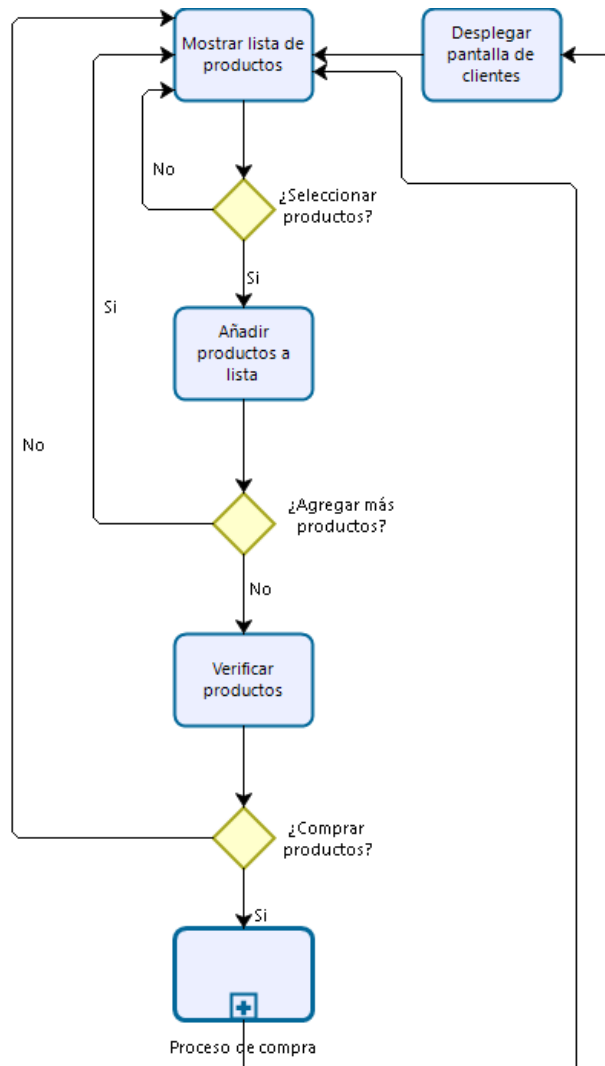 Mostrar lista de
productos
Desplegar
pantalla de
clientes
No
¿Seleccionar
productos?
Si
Añadir
productos a
lista
Si
No
¿Agregar más
productos?
No
Verificar
productos
¿Comprar
productos?
Si
Proceso de compra